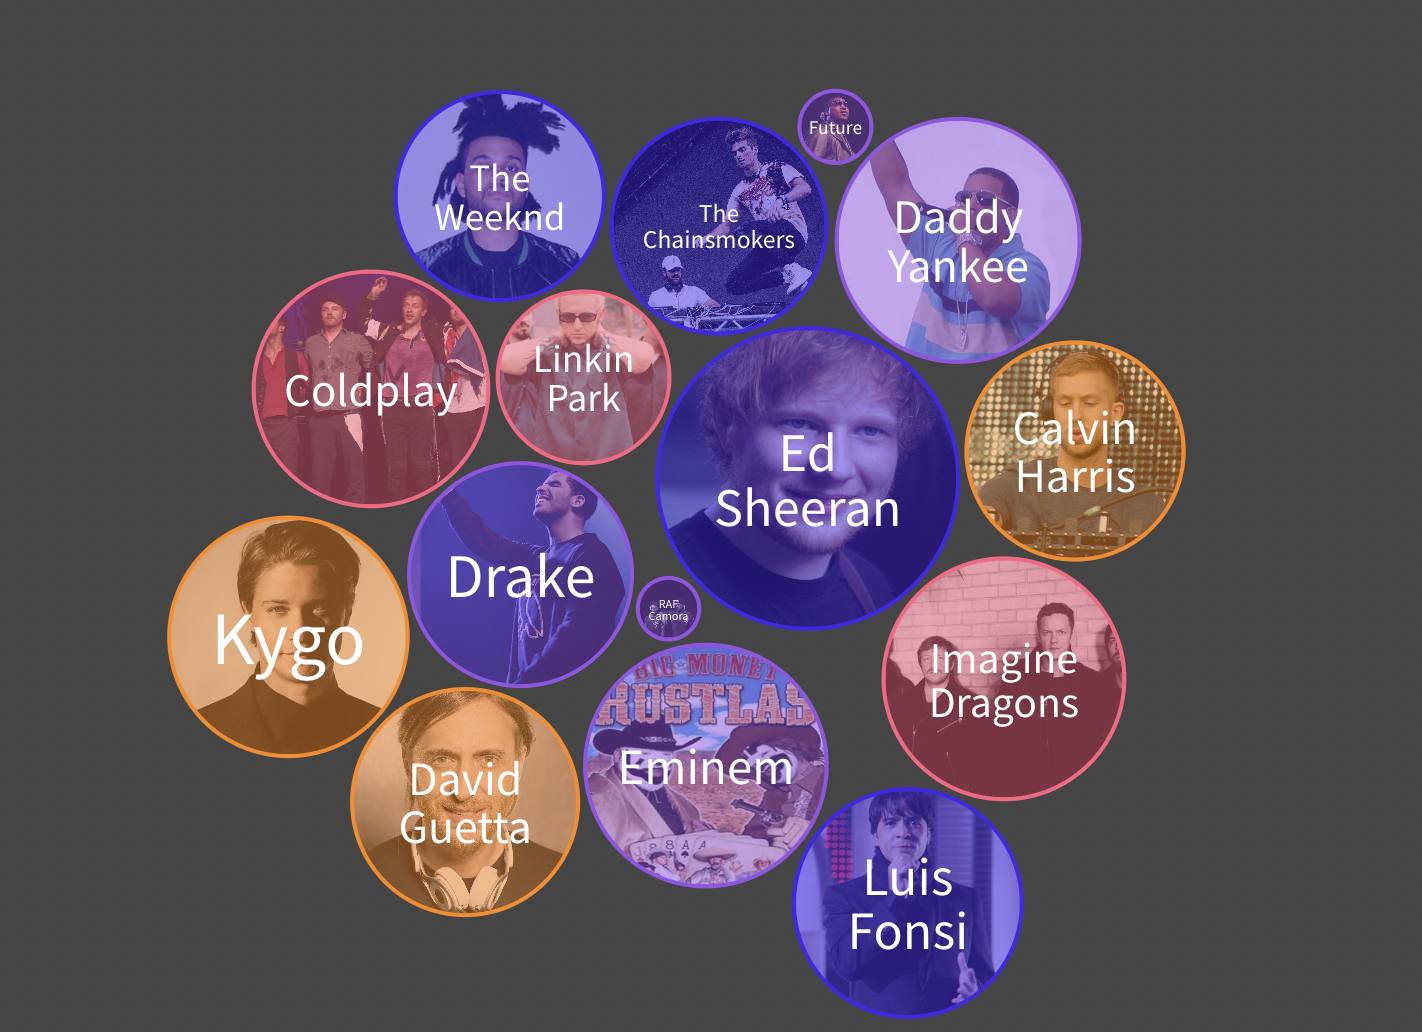 Future
The
Weeknd
The
Chainsmokers
Daddy
Yankee
Linkin
Park
Coldplay
Calvin
Harris
Ed
Sheeran
Drake
RAF
Camora
Kygo
Imagine
Dragons
BIG MONEY
RUSTLAS
Eminem
David
Guetta
Luis
Fonsi